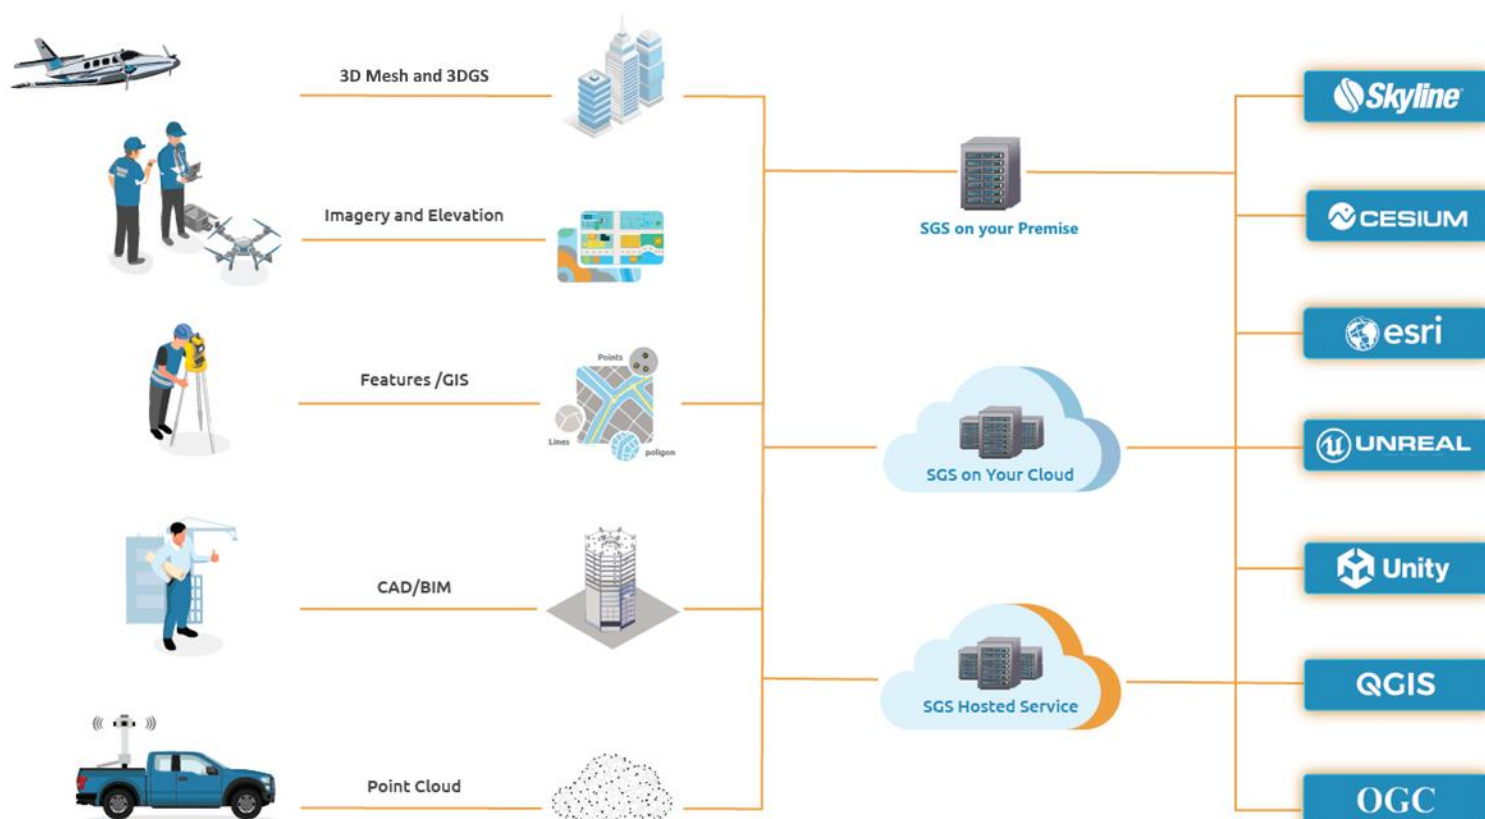 3D Mesh and 3DGS
Imagery and Elevation
Features /GIS
Points
Lines
poligon
CAD/BIM
Point Cloud
SGS on your Premise
SGS on Your Cloud
SGS Hosted Service
Skyline
CESIUM
esri
UNREAL
Unity
QGIS
OGC